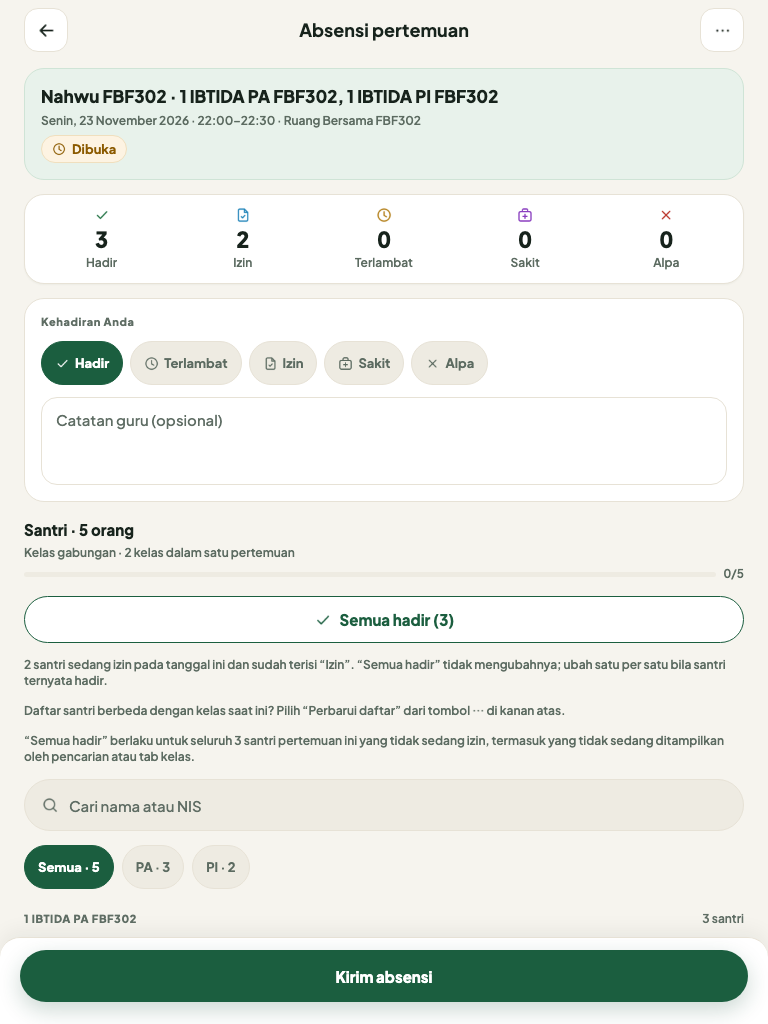 Absensi pertemuan
···
Nahwu FBF302 · 1 IBTIDA PA FBF302, 1 IBTIDA PI FBF302
Senin, 23 November 2026 · 22:00–22:30 · Ruang Bersama FBF302
Dibuka
3
Hadir
2
Izin
0
Terlambat
0
Sakit
0
Alpa
Kehadiran Anda
Hadir
Terlambat
Izin
Sakit
Alpa
Catatan guru (opsional)
Santri · 5 orang
Kelas gabungan · 2 kelas dalam satu pertemuan
0/5
Semua hadir (3)
2 santri sedang izin pada tanggal ini dan sudah terisi “Izin”. “Semua hadir” tidak mengubahnya; ubah satu per satu bila santri
ternyata hadir.
Daftar santri berbeda dengan kelas saat ini? Pilih “Perbarui daftar” dari tombol ··· di kanan atas.
“Semua hadir” berlaku untuk seluruh 3 santri pertemuan ini yang tidak sedang izin, termasuk yang tidak sedang ditampilkan
oleh pencarian atau tab kelas.
Cari nama atau NIS
Semua · 5
PA · 3
PI · 2
1 IBTIDA PA FBF302
3 santri
Kirim absensi